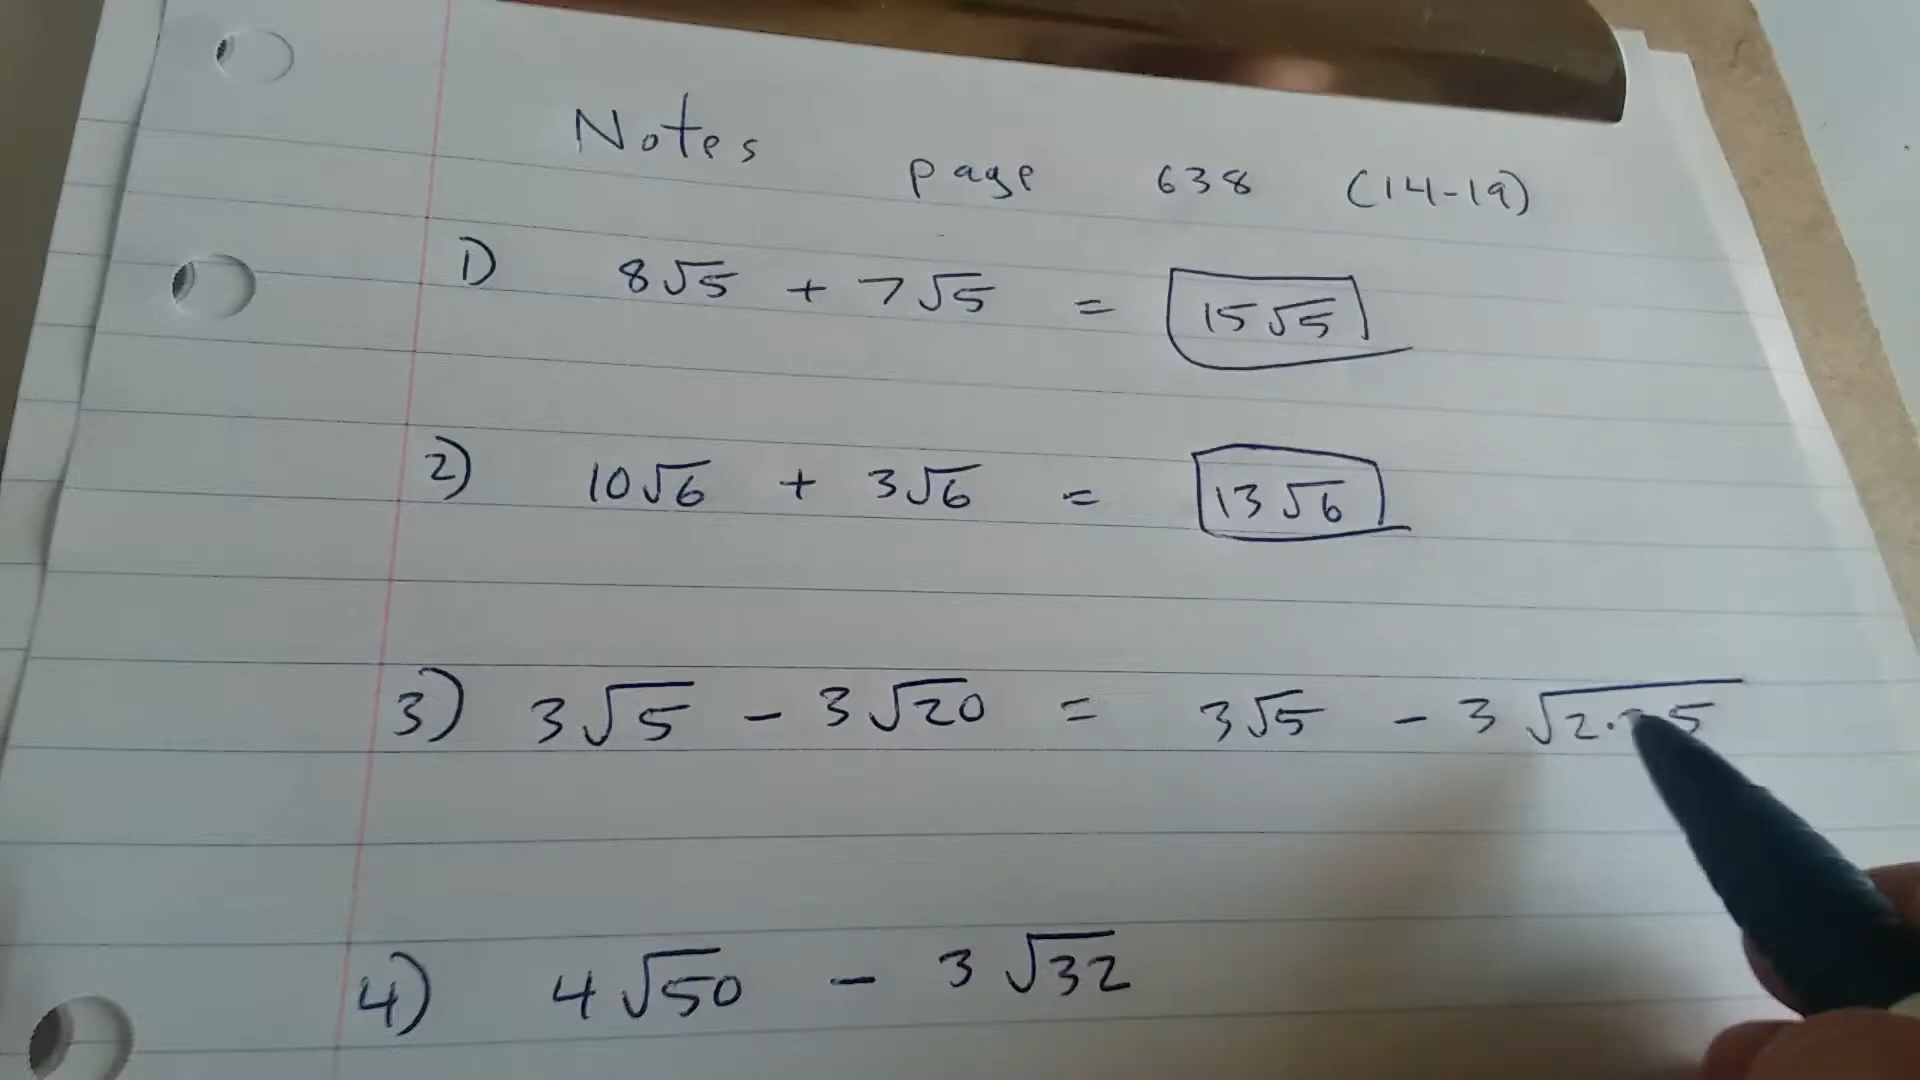 Notes
page 638 (14-19)
1) 8√5 + 7√5 = 15√5
2) 10√6 + 3√6 = 13√6
3) 3√5 - 3√20 = 3√5 - 3√2· 5
4) 4√50 - 3√32